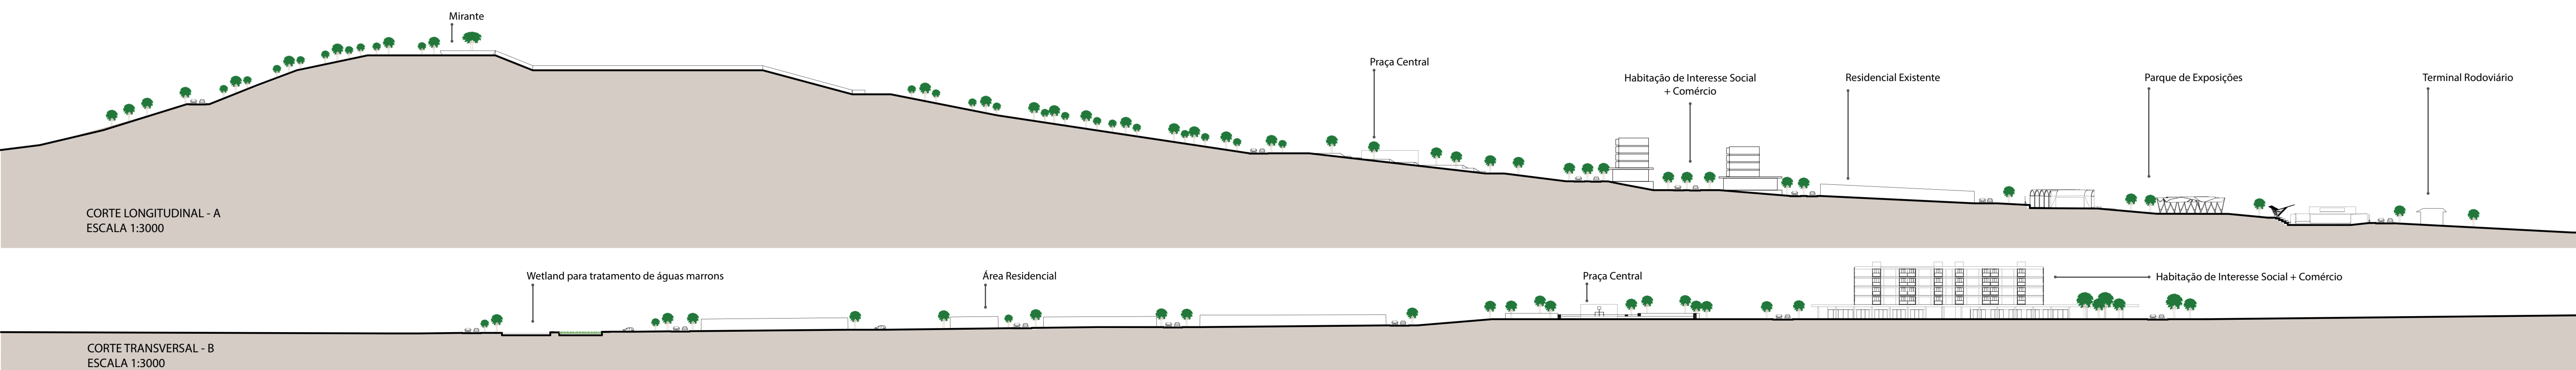 Mirante
Praça Central
Habitação de Interesse Social
+ Comércio
Residencial Existente
Parque de Exposições
Terminal Rodoviário
CORTE LONGITUDINAL - A
ESCALA 1:3000
Wetland para tratamento de águas marrons
Área Residencial
Praça Central
Habitação de Interesse Social + Comércio
CORTE TRANSVERSAL - B
ESCALA 1:3000